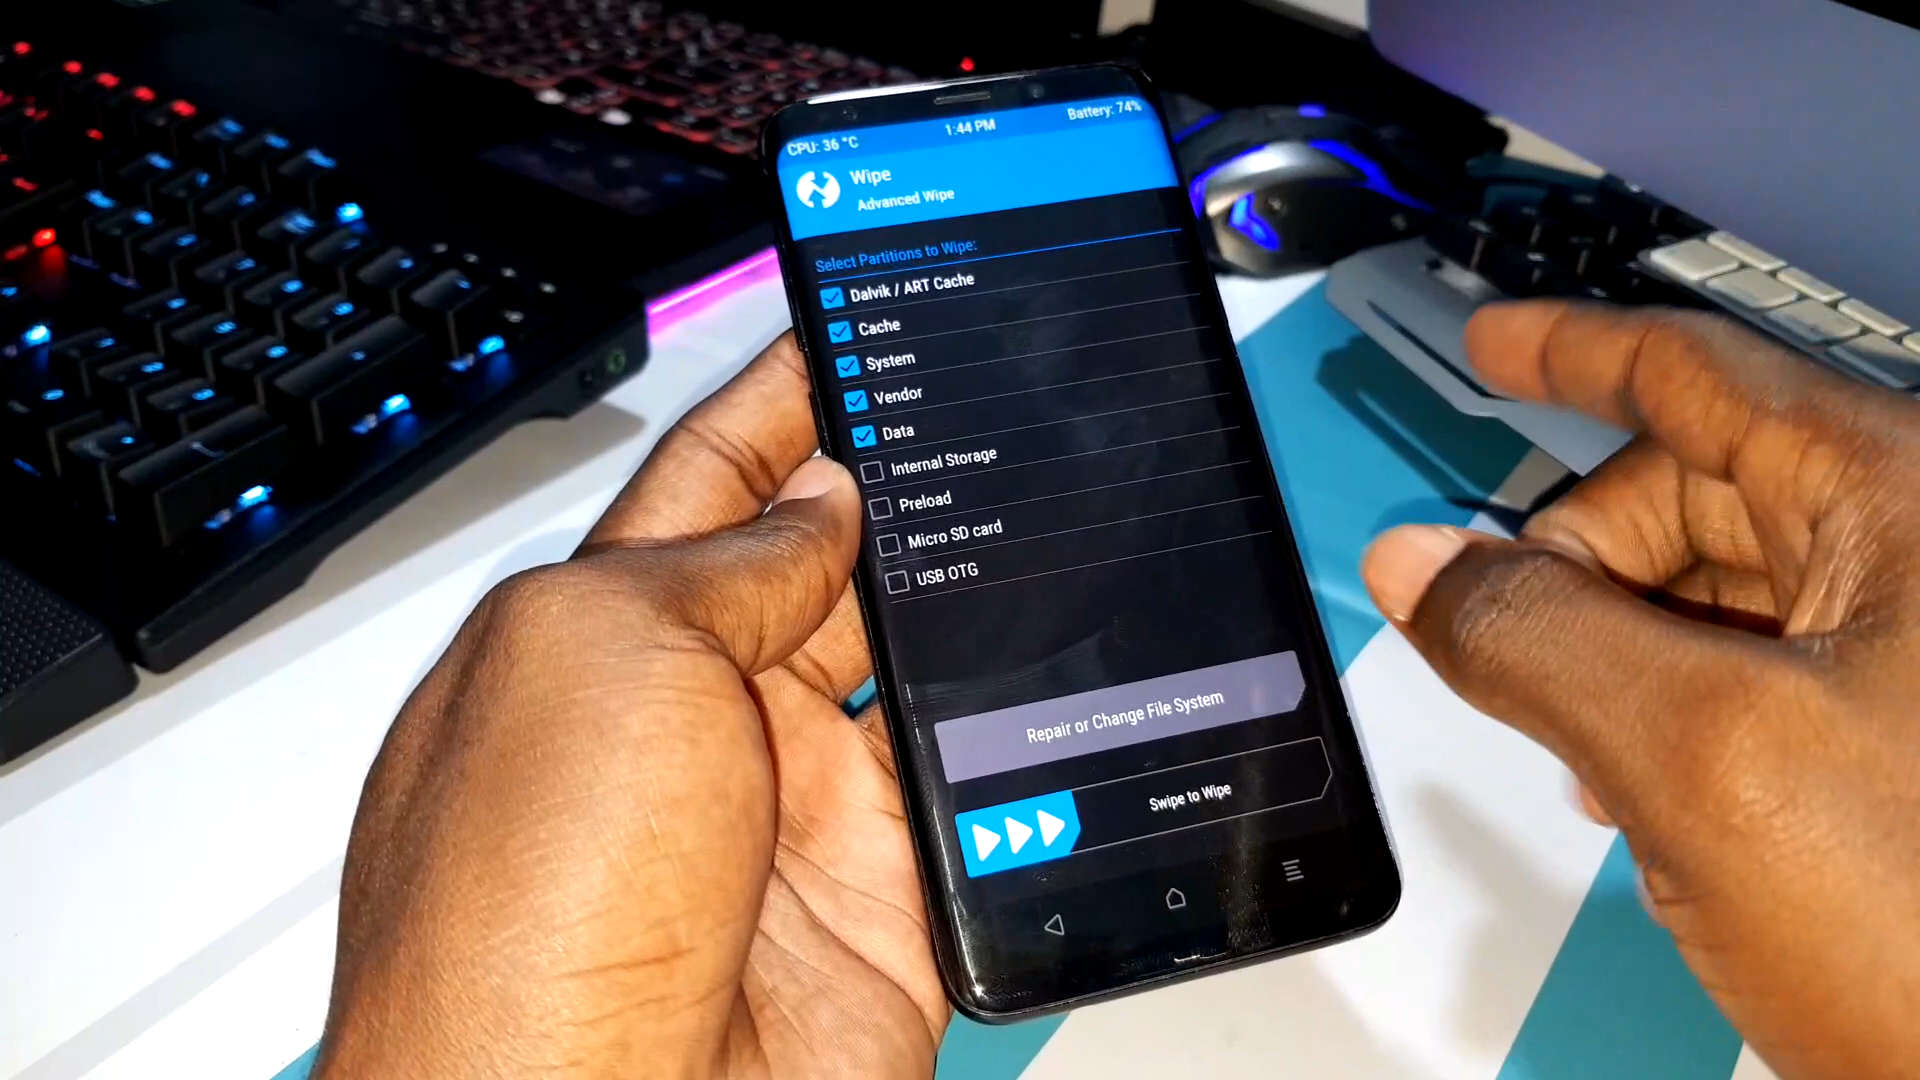 CPU: 36 °C
1:44 PM
Battery: 74%
Wipe
Advanced Wipe
Select Partitions to Wipe:
Dalvik / ART Cache
Cache
System
Vendor
Data
Internal Storage
Preload
Micro SD card
USB OTG
Repair or Change File System
Swipe to Wipe